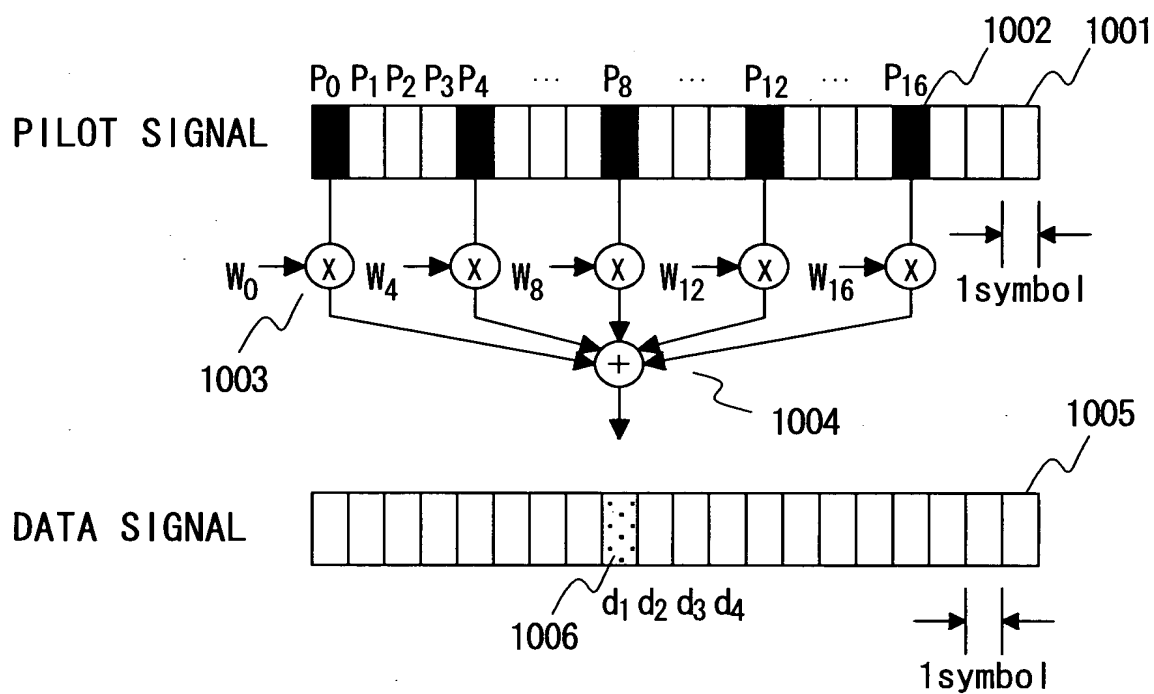 1002 1001
P0 P1 P2 P3 P4 ... P8 ... P12 ... P16
PILOT SIGNAL
W0 X W4 X W8 X W12 X W16 X
1symbol
1003
+
1004
1005
DATA SIGNAL
d1 d2 d3 d4
1006
1symbol